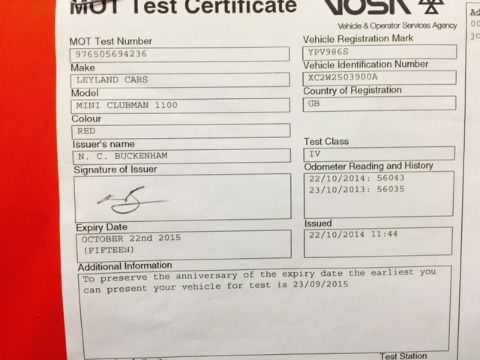 MOT Test Certificate
VOSA
Vehicle & Operator Services Agency
MOT Test Number
976505694236
Vehicle Registration Mark
YPV986S
Make
LEYLAND CARS
Vehicle Identification Number
XC2W2503900A
Model
MINI CLUBMAN 1100
Country of Registration
GB
Colour
RED
Issuer's name
N. C. BUCKENHAM
Test Class
IV
Signature of Issuer
Odometer Reading and History
22/10/2014: 56043
23/10/2013: 56035
Expiry Date
OCTOBER 22nd 2015
(FIFTEEN)
Issued
22/10/2014 11:44
Additional Information
To preserve the anniversary of the expiry date the earliest you
can present your vehicle for test is 23/09/2015
Test Station